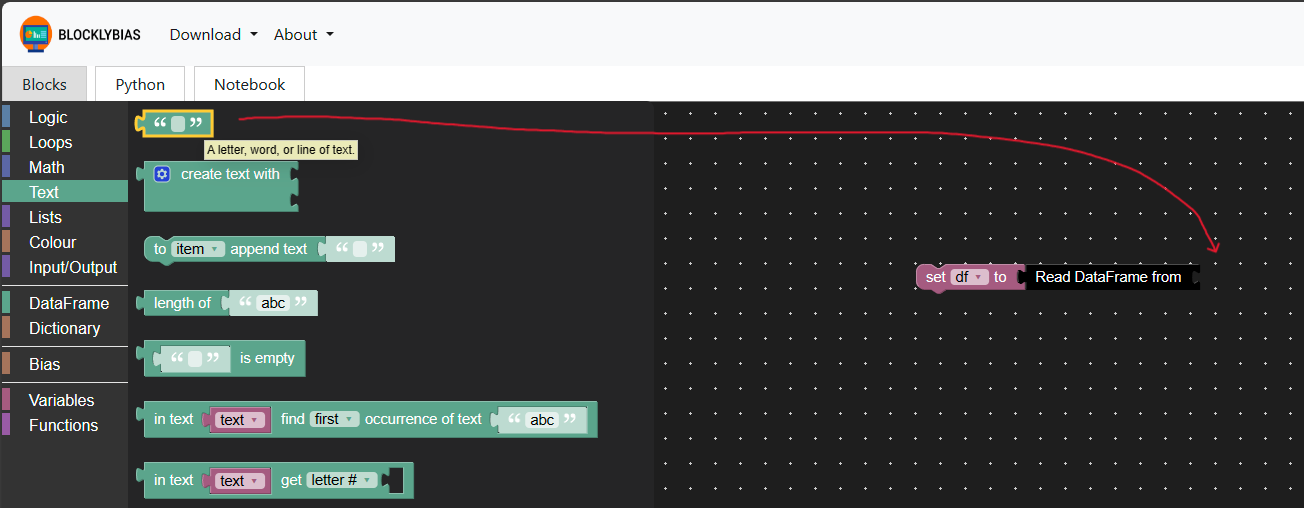 BLOCKLYBIAS Download About
Blocks Python Notebook
Logic
Loops
Math
Text
Lists
Colour
Input/Output
DataFrame
Dictionary
Bias
Variables
Functions
“ ”
A letter, word, or line of text.
create text with
to item append text “ ”
length of “ abc ”
“ ” is empty
in text text find first occurrence of text “ abc ”
in text text get letter #
set df to Read DataFrame from